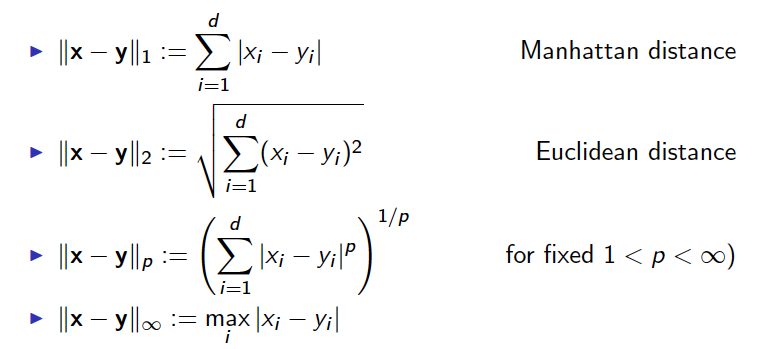 ▶ ‖x − y‖₁ := ∑_{i=1}^{d} |xᵢ − yᵢ| Manhattan distance
▶ ‖x − y‖₂ := √(∑_{i=1}^{d} (xᵢ − yᵢ)²) Euclidean distance
▶ ‖x − y‖ₚ := (∑_{i=1}^{d} |xᵢ − yᵢ|ᵖ)^{1/p} for fixed 1 < p < ∞)
▶ ‖x − y‖_∞ := max_i |xᵢ − yᵢ|